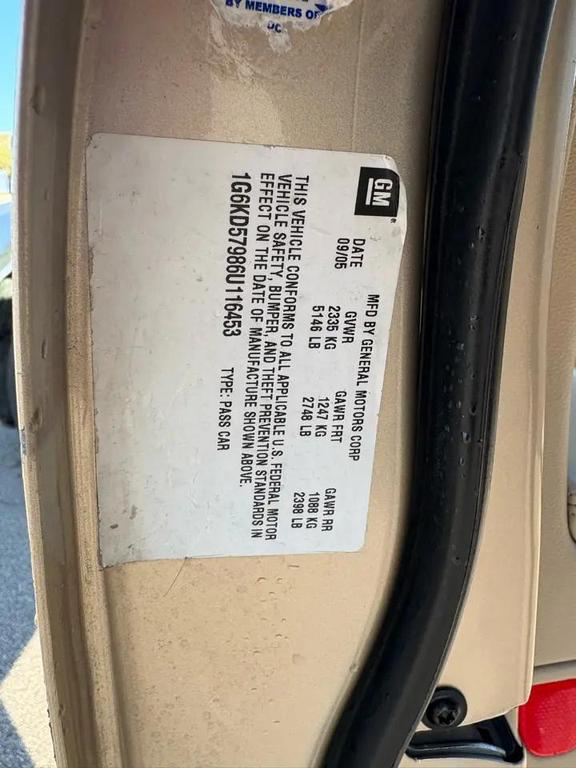 BY MEMBERS OF
GM
MFD BY GENERAL MOTORS CORP
DATE GVWR GAWR FRT GAWR RR
09/05 2335 KG 1247 KG 1088 KG
5146 LB 2748 LB 2398 LB
THIS VEHICLE CONFORMS TO ALL APPLICABLE U.S. FEDERAL MOTOR
VEHICLE SAFETY, BUMPER, AND THEFT PREVENTION STANDARDS IN
EFFECT ON THE DATE OF MANUFACTURE SHOWN ABOVE.
1G6KD57986U116453 TYPE: PASS CAR